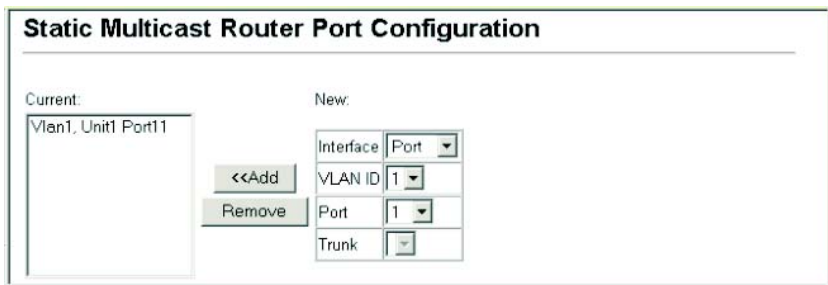 Static Multicast Router Port Configuration
Current:
New:
Vlan1, Unit1 Port11
Interface Port
<<Add
VLAN ID 1
Remove
Port 1
Trunk